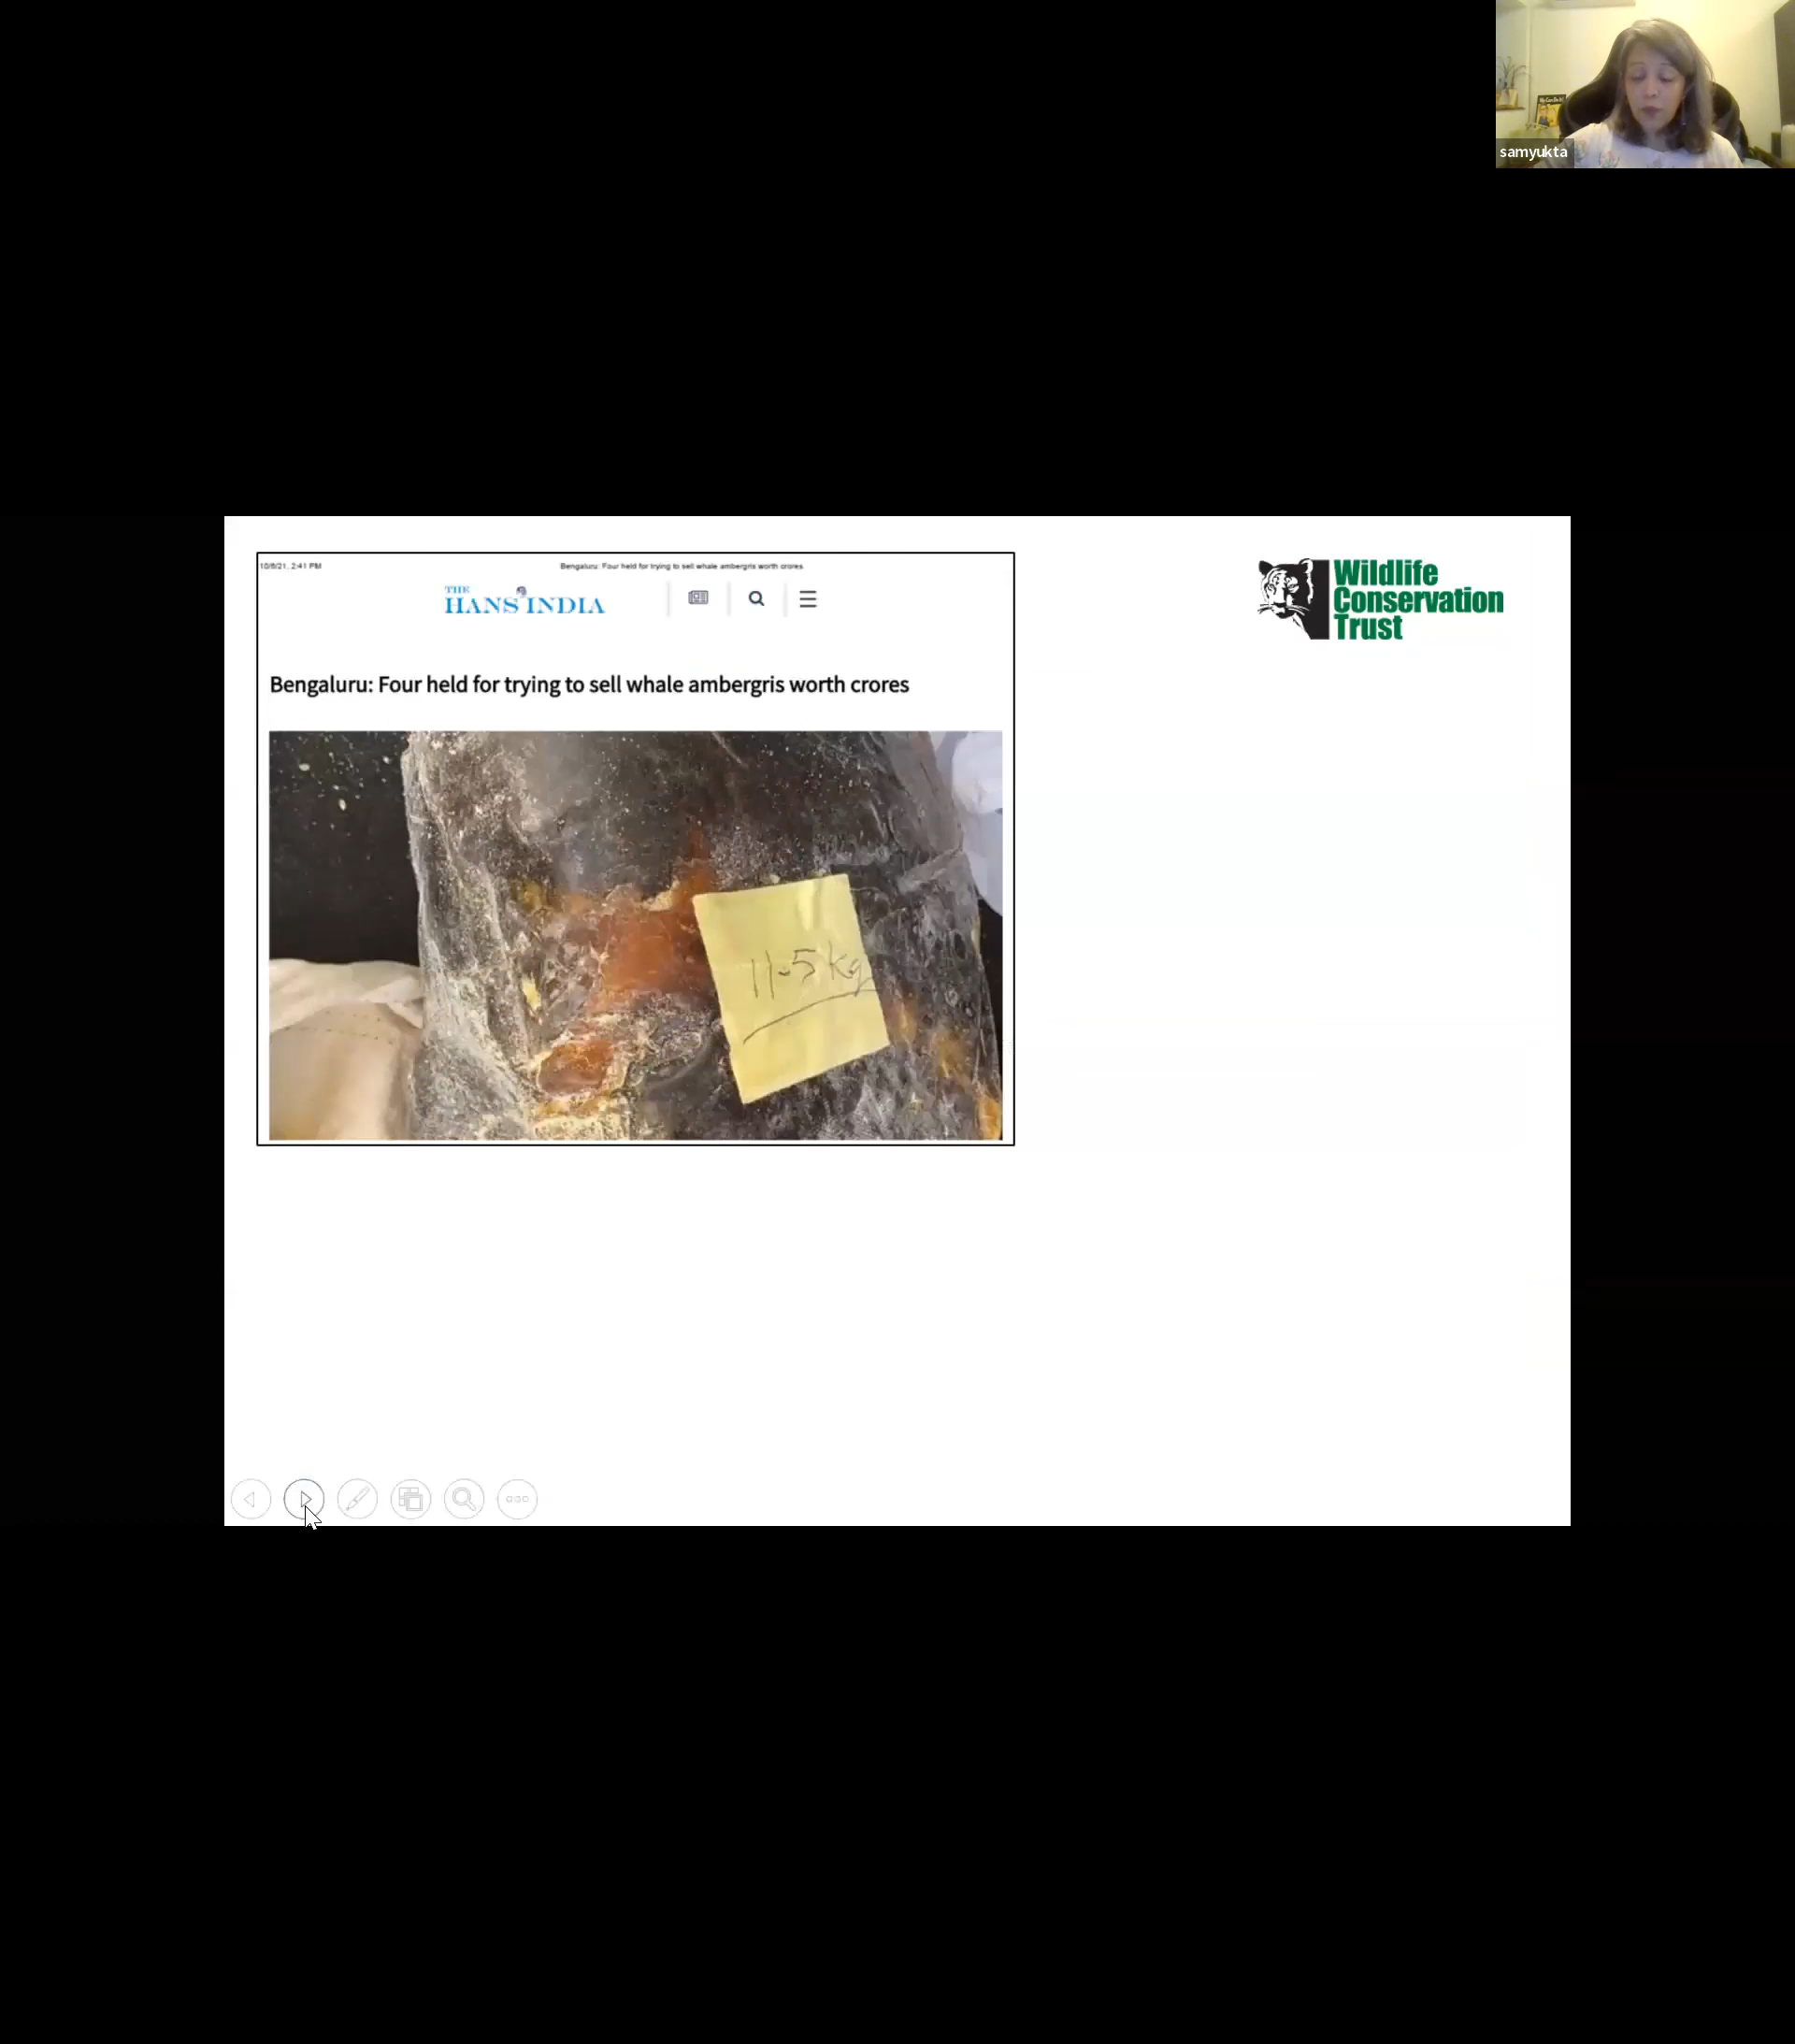 samyukta
10/8/21, 2:41 PM
Bengaluru: Four held for trying to sell whale ambergris worth crores
THE
HANS INDIA
Wildlife
Conservation
Trust
Bengaluru: Four held for trying to sell whale ambergris worth crores
11.5 kg